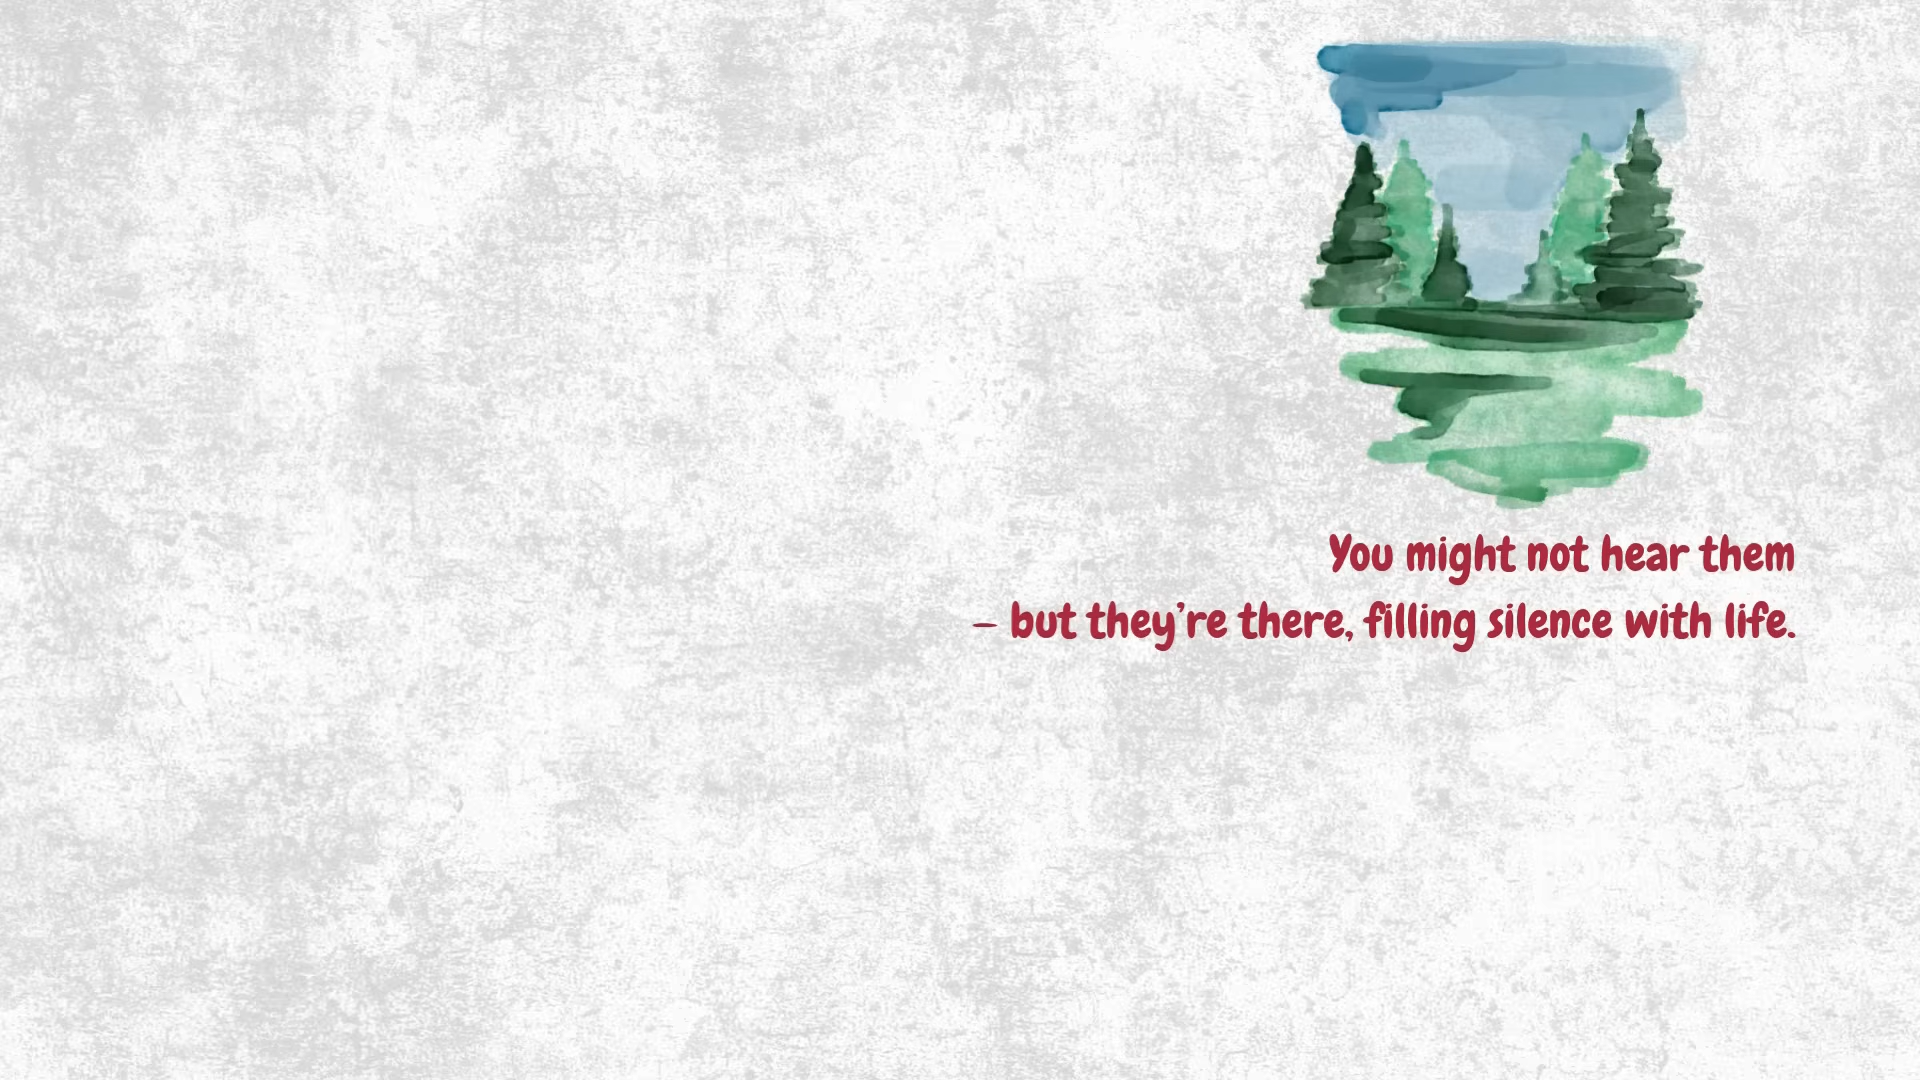 You might not hear them
– but they’re there, filling silence with life.